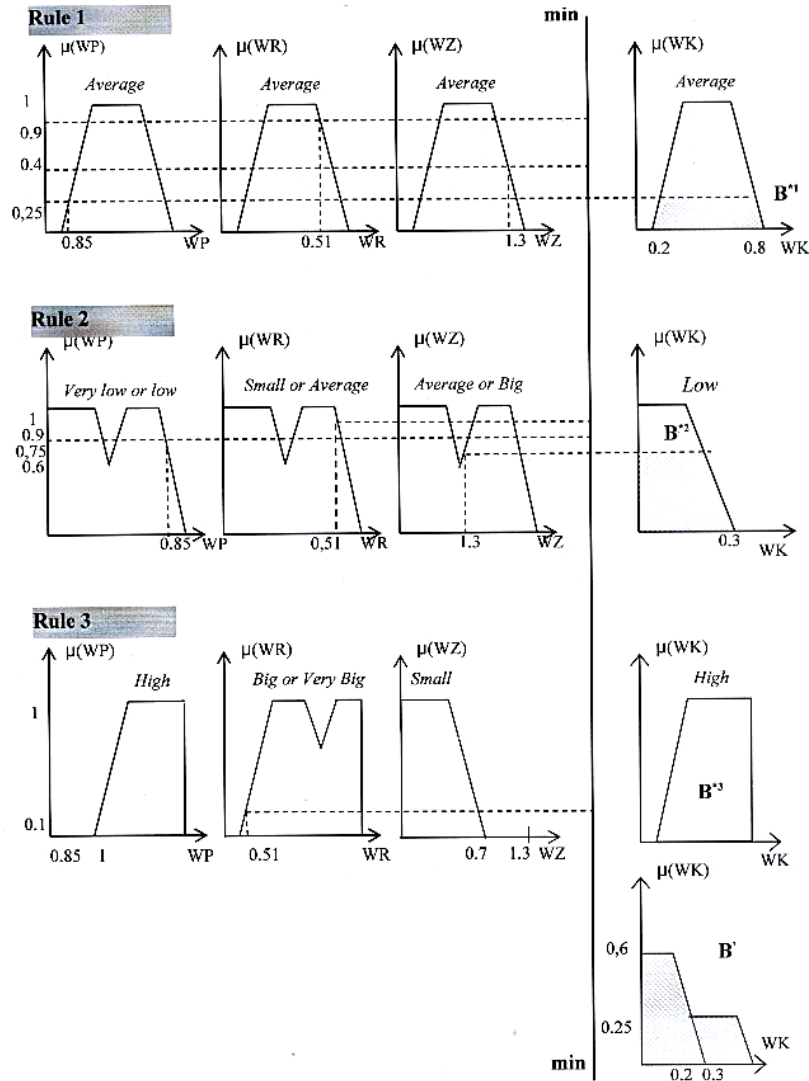 Rule 1
min
μ(WP) μ(WR) μ(WZ) μ(WK)
Average Average Average Average
1
0.9
0.4
0,25
B*1
0.85 WP 0.51 WR 1.3 WZ 0.2 0.8 WK
Rule 2
μ(WP) μ(WR) μ(WZ) μ(WK)
Very low or low Small or Average Average or Big Low
1
0.9
B*2
0,75
0.6
0.85 WP 0,51 WR 1.3 WZ 0.3 WK
Rule 3
μ(WP) μ(WR) μ(WZ) μ(WK)
High Big or Very Big Small High
1
B*3
0.1
0.85 1 WP 0.51 WR 0.7 1.3 WZ WK
μ(WK)
0,6
B'
0.25
WK
min
0.2 0.3